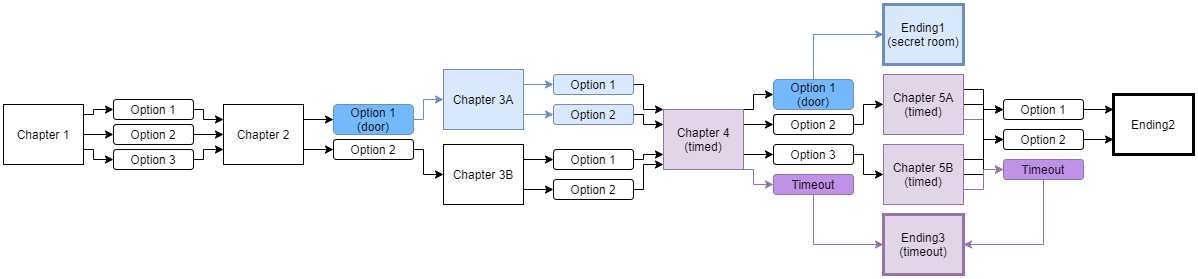 Chapter 1
Option 1
Option 2
Option 3
Chapter 2
Option 1
(door)
Option 2
Chapter 3A
Option 1
Option 2
Chapter 3B
Option 1
Option 2
Chapter 4
(timed)
Option 1
(door)
Option 2
Option 3
Timeout
Ending1
(secret room)
Chapter 5A
(timed)
Chapter 5B
(timed)
Ending3
(timeout)
Option 1
Option 2
Timeout
Ending2